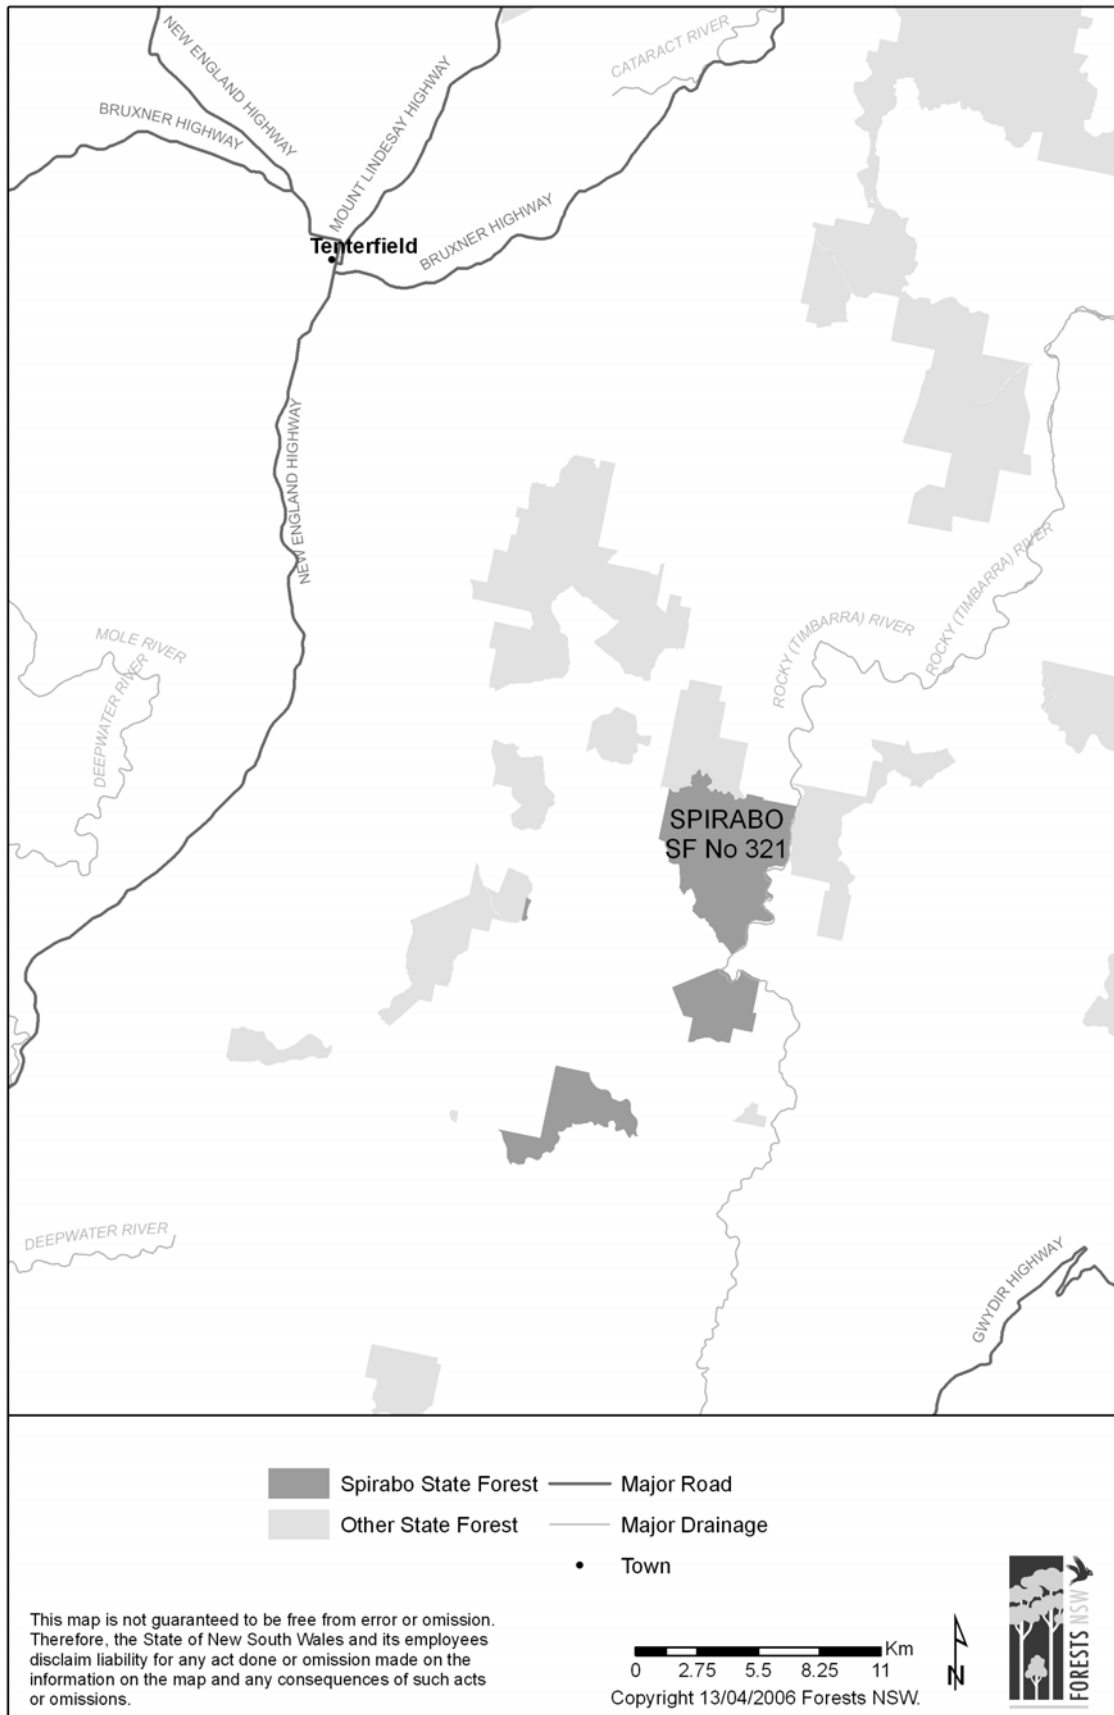 NEW ENGLAND HIGHWAY
BRUXNER HIGHWAY
MOUNT LINDESAY HIGHWAY
CATARACT RIVER
BRUXNER HIGHWAY
Tenterfield
NEW ENGLAND HIGHWAY
ROCKY (TIMBARRA) RIVER
ROCKY (TIMBARRA) RIVER
MOLE RIVER
DEEPWATER RIVER
SPIRABO
SF No 321
DEEPWATER RIVER
GWYDIR HIGHWAY
Spirabo State Forest
Major Road
Other State Forest
Major Drainage
Town
This map is not guaranteed to be free from error or omission.
Therefore, the State of New South Wales and its employees
disclaim liability for any act done or omission made on the
information on the map and any consequences of such acts
or omissions.
Km
0 2.75 5.5 8.25 11
Copyright 13/04/2006 Forests NSW.
N
FORESTS NSW